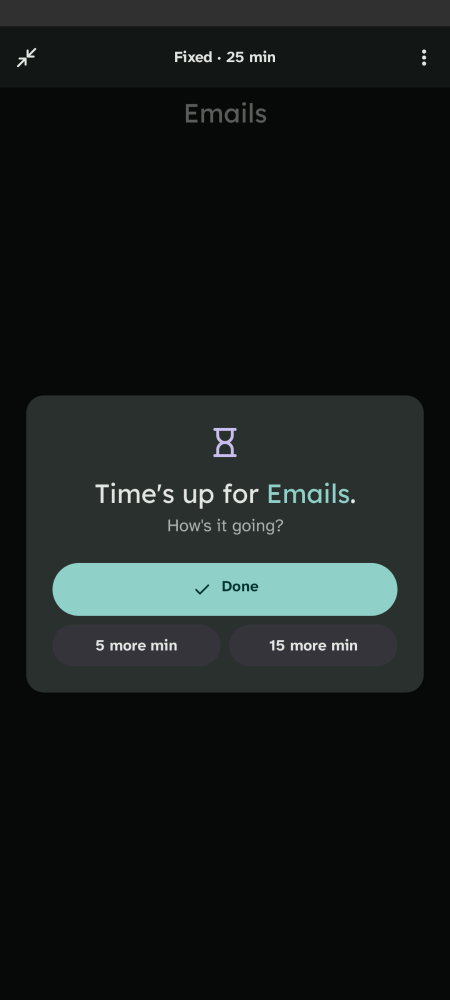 Fixed · 25 min
Emails
Time's up for Emails.
How's it going?
Done
5 more min
15 more min